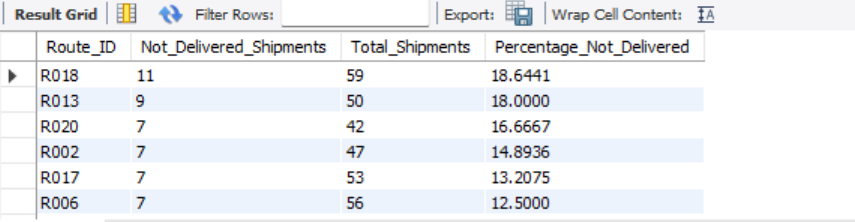 Result Grid Filter Rows: Export: Wrap Cell Content: IA
Route_ID Not_Delivered_Shipments Total_Shipments Percentage_Not_Delivered
R018 11 59 18.6441
R013 9 50 18.0000
R020 7 42 16.6667
R002 7 47 14.8936
R017 7 53 13.2075
R006 7 56 12.5000